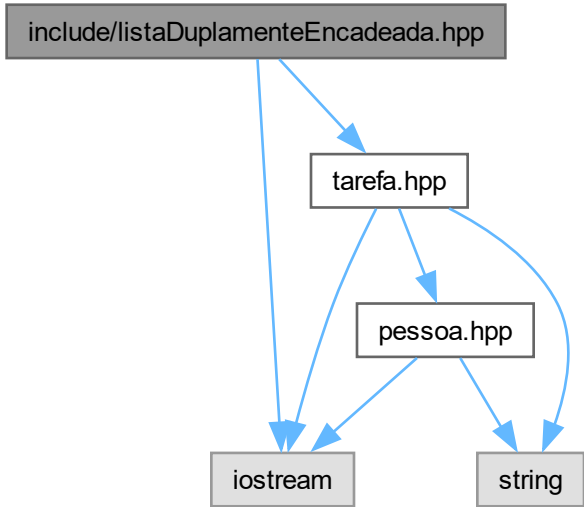 include/listaDuplamenteEncadeada.hpp
tarefa.hpp
pessoa.hpp
iostream
string